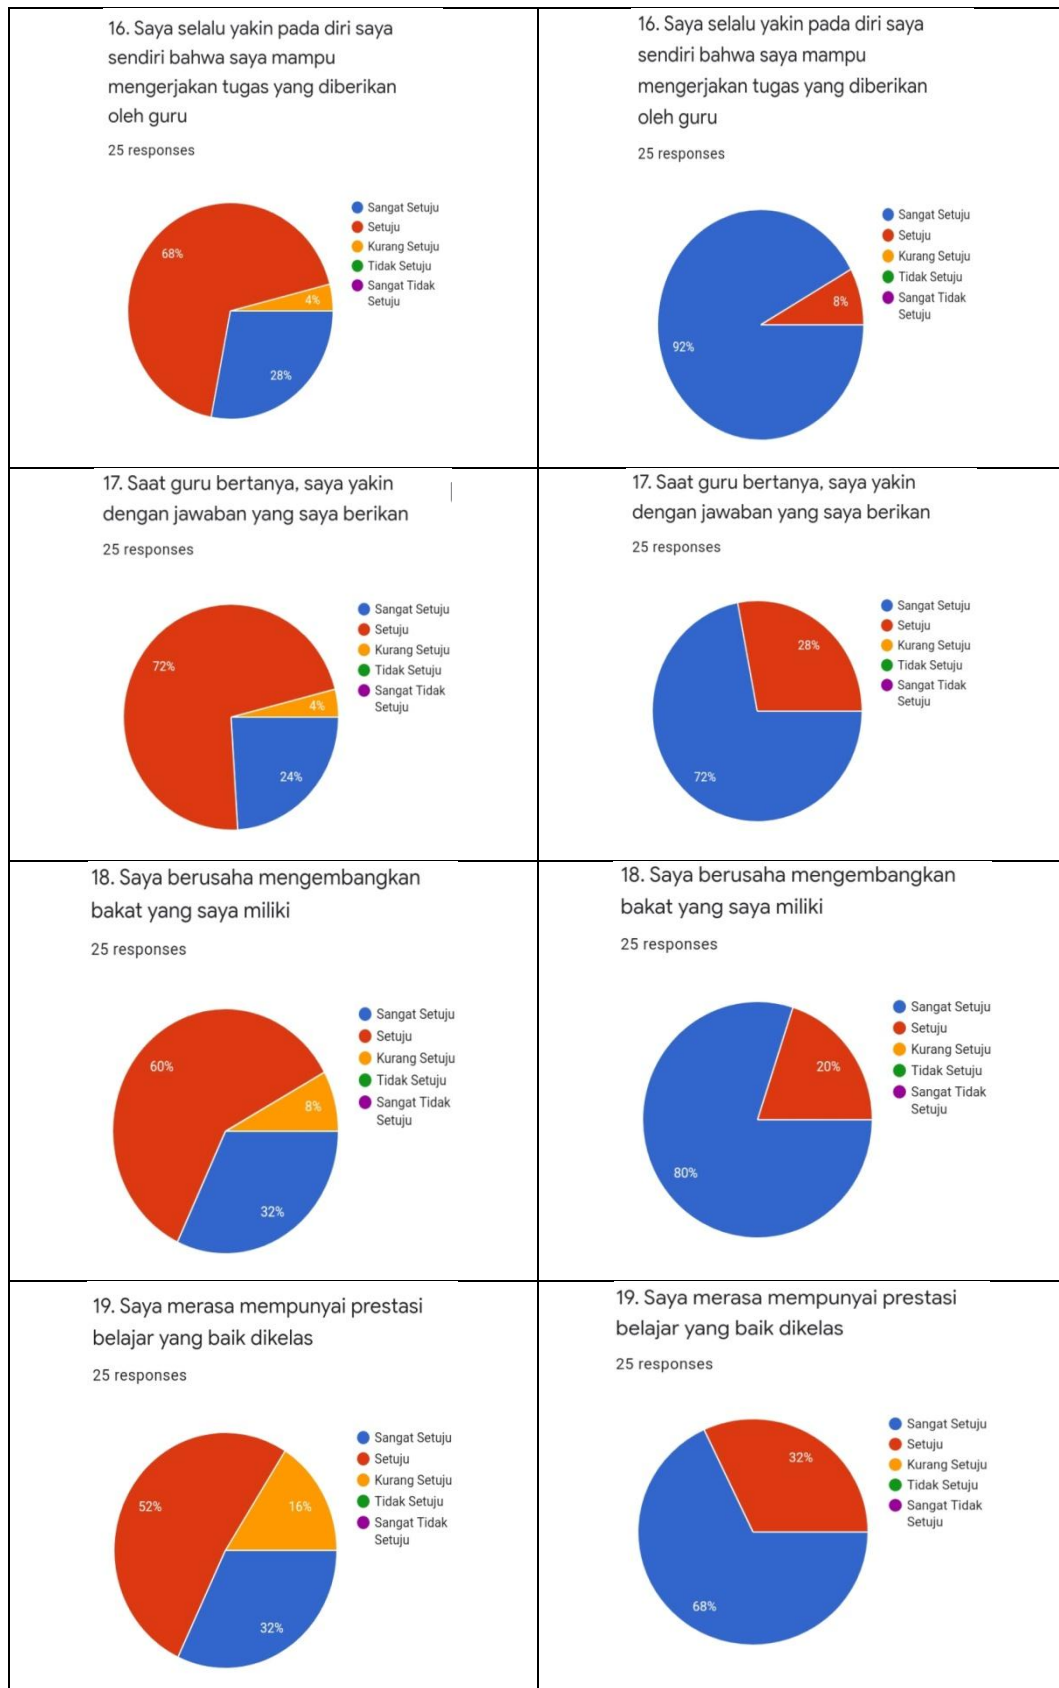 16. Saya selalu yakin pada diri saya
sendiri bahwa saya mampu
mengerjakan tugas yang diberikan
oleh guru
25 responses
68%
4%
28%
Sangat Setuju
Setuju
Kurang Setuju
Tidak Setuju
Sangat Tidak
Setuju
16. Saya selalu yakin pada diri saya
sendiri bahwa saya mampu
mengerjakan tugas yang diberikan
oleh guru
25 responses
92%
8%
Sangat Setuju
Setuju
Kurang Setuju
Tidak Setuju
Sangat Tidak
Setuju
17. Saat guru bertanya, saya yakin
dengan jawaban yang saya berikan
25 responses
72%
4%
24%
Sangat Setuju
Setuju
Kurang Setuju
Tidak Setuju
Sangat Tidak
Setuju
17. Saat guru bertanya, saya yakin
dengan jawaban yang saya berikan
25 responses
28%
72%
Sangat Setuju
Setuju
Kurang Setuju
Tidak Setuju
Sangat Tidak
Setuju
18. Saya berusaha mengembangkan
bakat yang saya miliki
25 responses
60%
8%
32%
Sangat Setuju
Setuju
Kurang Setuju
Tidak Setuju
Sangat Tidak
Setuju
18. Saya berusaha mengembangkan
bakat yang saya miliki
25 responses
20%
80%
Sangat Setuju
Setuju
Kurang Setuju
Tidak Setuju
Sangat Tidak
Setuju
19. Saya merasa mempunyai prestasi
belajar yang baik dikelas
25 responses
52%
16%
32%
Sangat Setuju
Setuju
Kurang Setuju
Tidak Setuju
Sangat Tidak
Setuju
19. Saya merasa mempunyai prestasi
belajar yang baik dikelas
25 responses
32%
68%
Sangat Setuju
Setuju
Kurang Setuju
Tidak Setuju
Sangat Tidak
Setuju